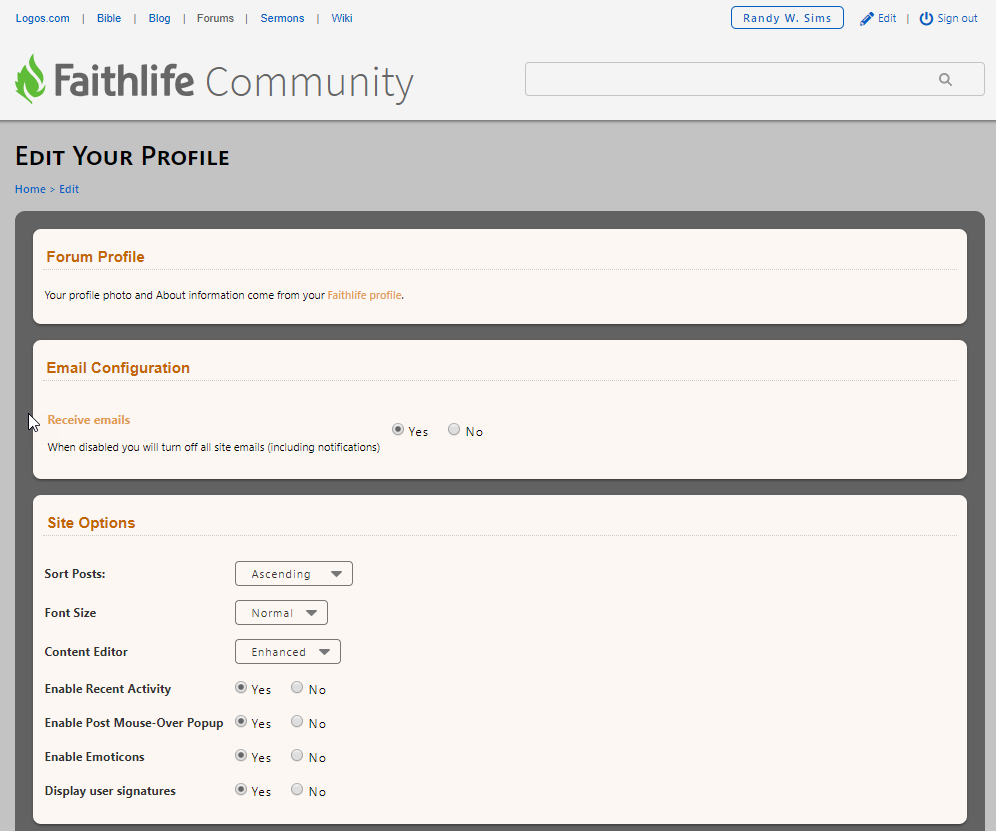 Logos.com | Bible | Blog | Forums | Sermons | Wiki
Randy W. Sims Edit | Sign out
Faithlife Community
Edit Your Profile
Home > Edit
Forum Profile
Your profile photo and About information come from your Faithlife profile.
Email Configuration
Receive emails
When disabled you will turn off all site emails (including notifications)
Yes No
Site Options
Sort Posts: Ascending
Font Size Normal
Content Editor Enhanced
Enable Recent Activity Yes No
Enable Post Mouse-Over Popup Yes No
Enable Emoticons Yes No
Display user signatures Yes No